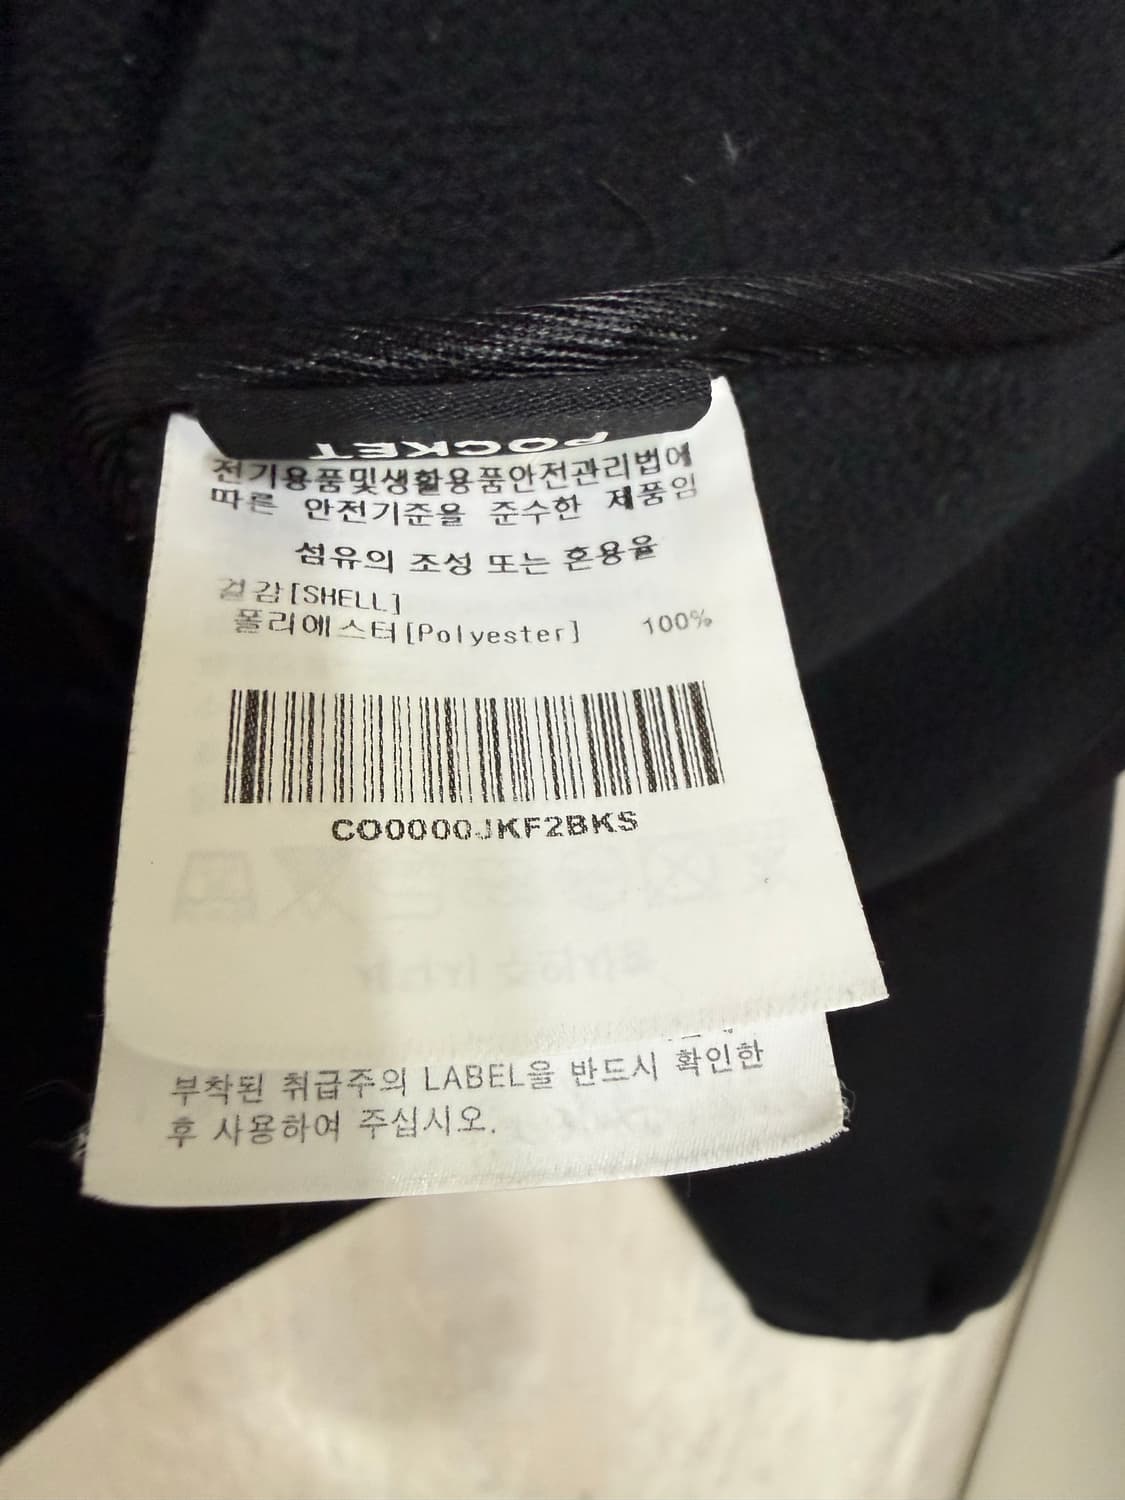 POCKET
전기용품및생활용품안전관리법에
따른 안전기준을 준수한 제품임
섬유의 조성 또는 혼용율
겉감[SHELL]
폴리에스터[Polyester] 100%
CO0000JKF2BKS
부착된 취급주의 LABEL을 반드시 확인한
후 사용하여 주십시오.